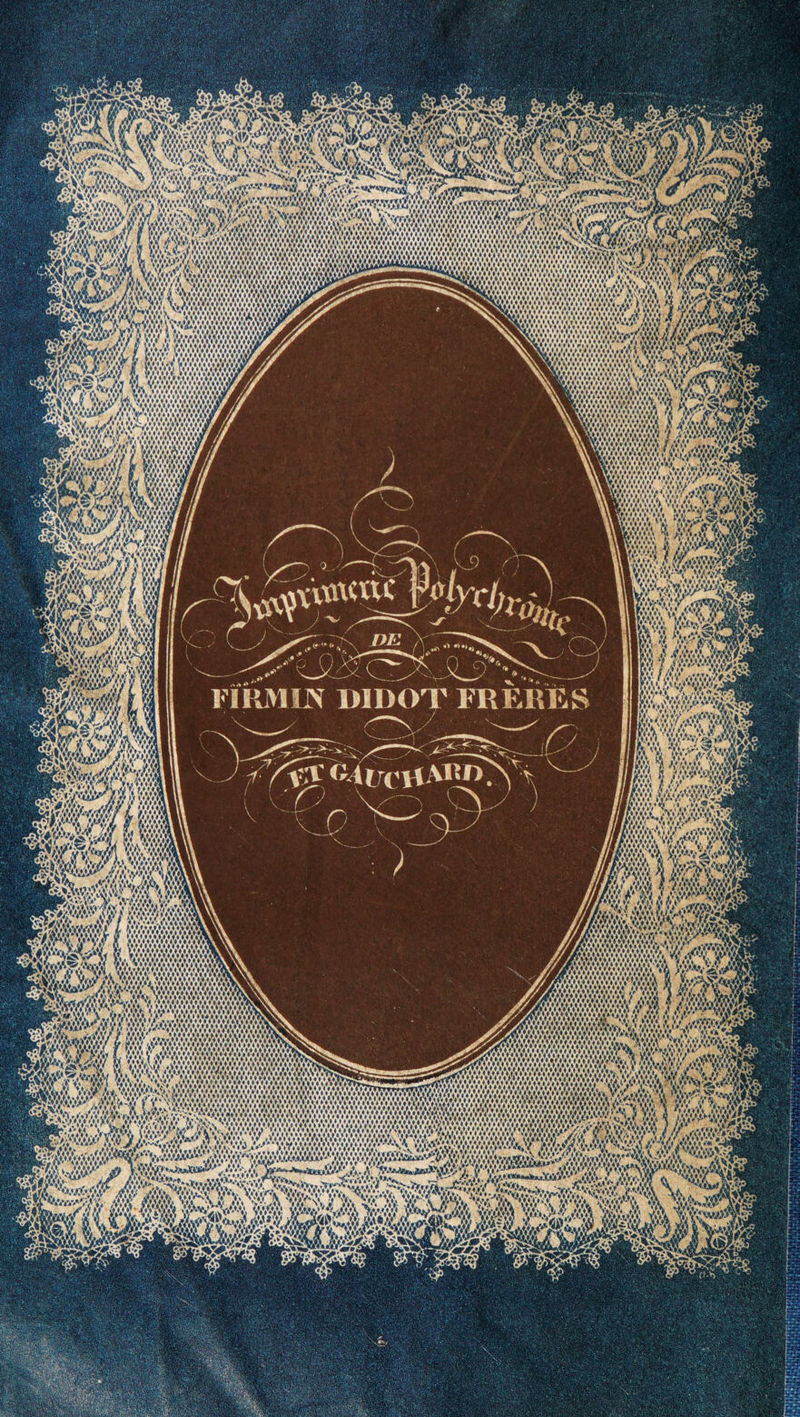 Imprimerie Polychrôme
DE
FIRMIN DIDOT FRÈRES
ET GAUCHARD.